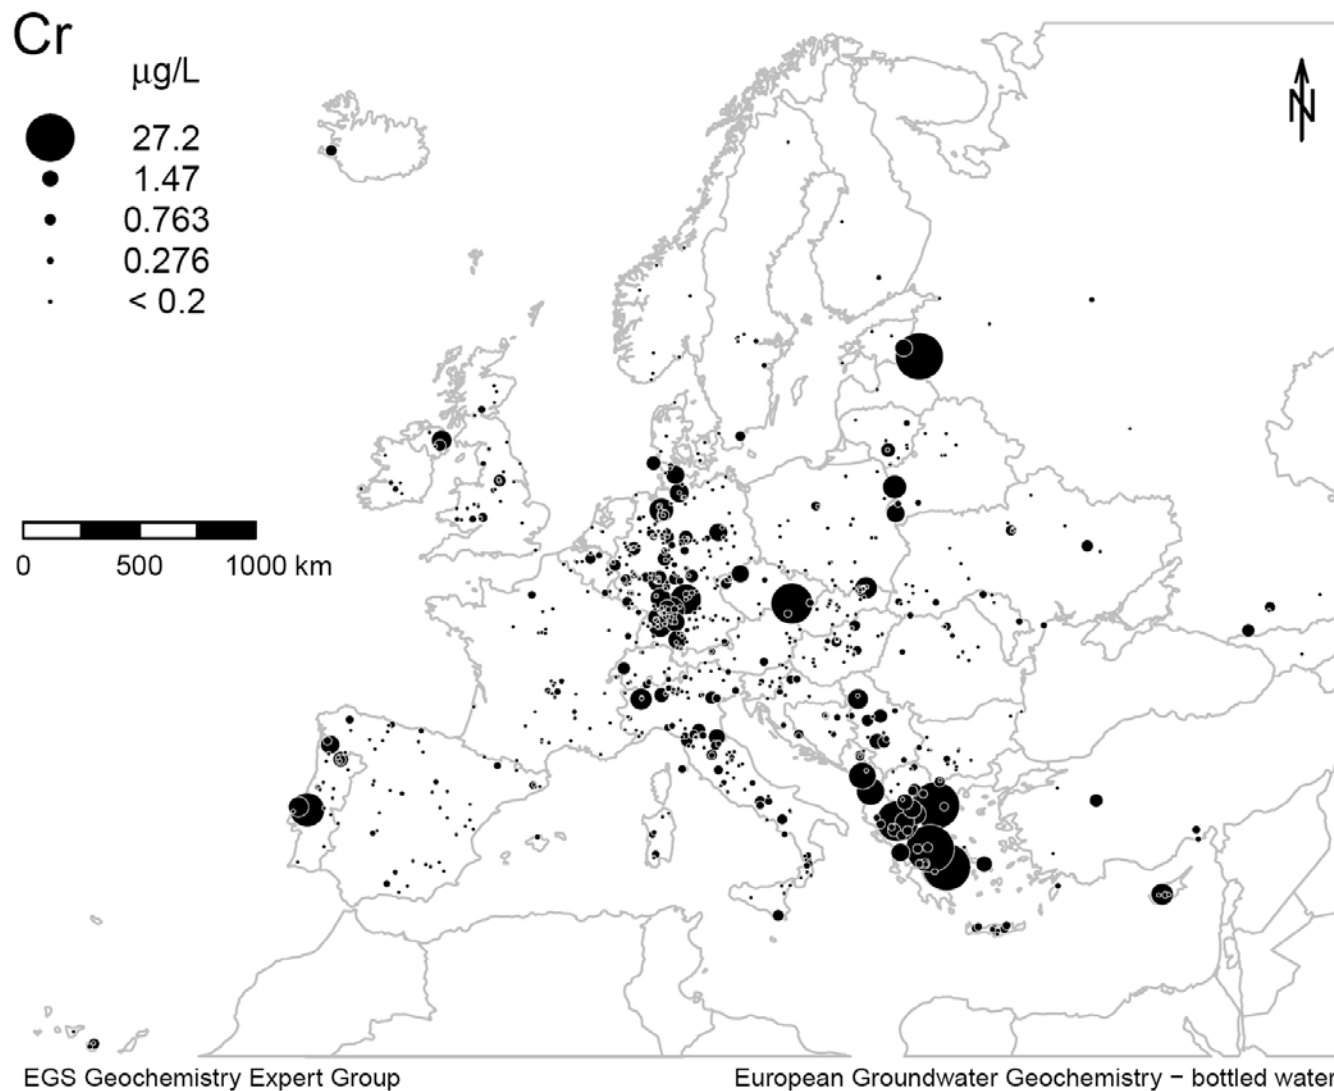 Cr
µg/L
27.2
1.47
0.763
0.276
< 0.2
N
0 500 1000 km
EGS Geochemistry Expert Group
European Groundwater Geochemistry − bottled water